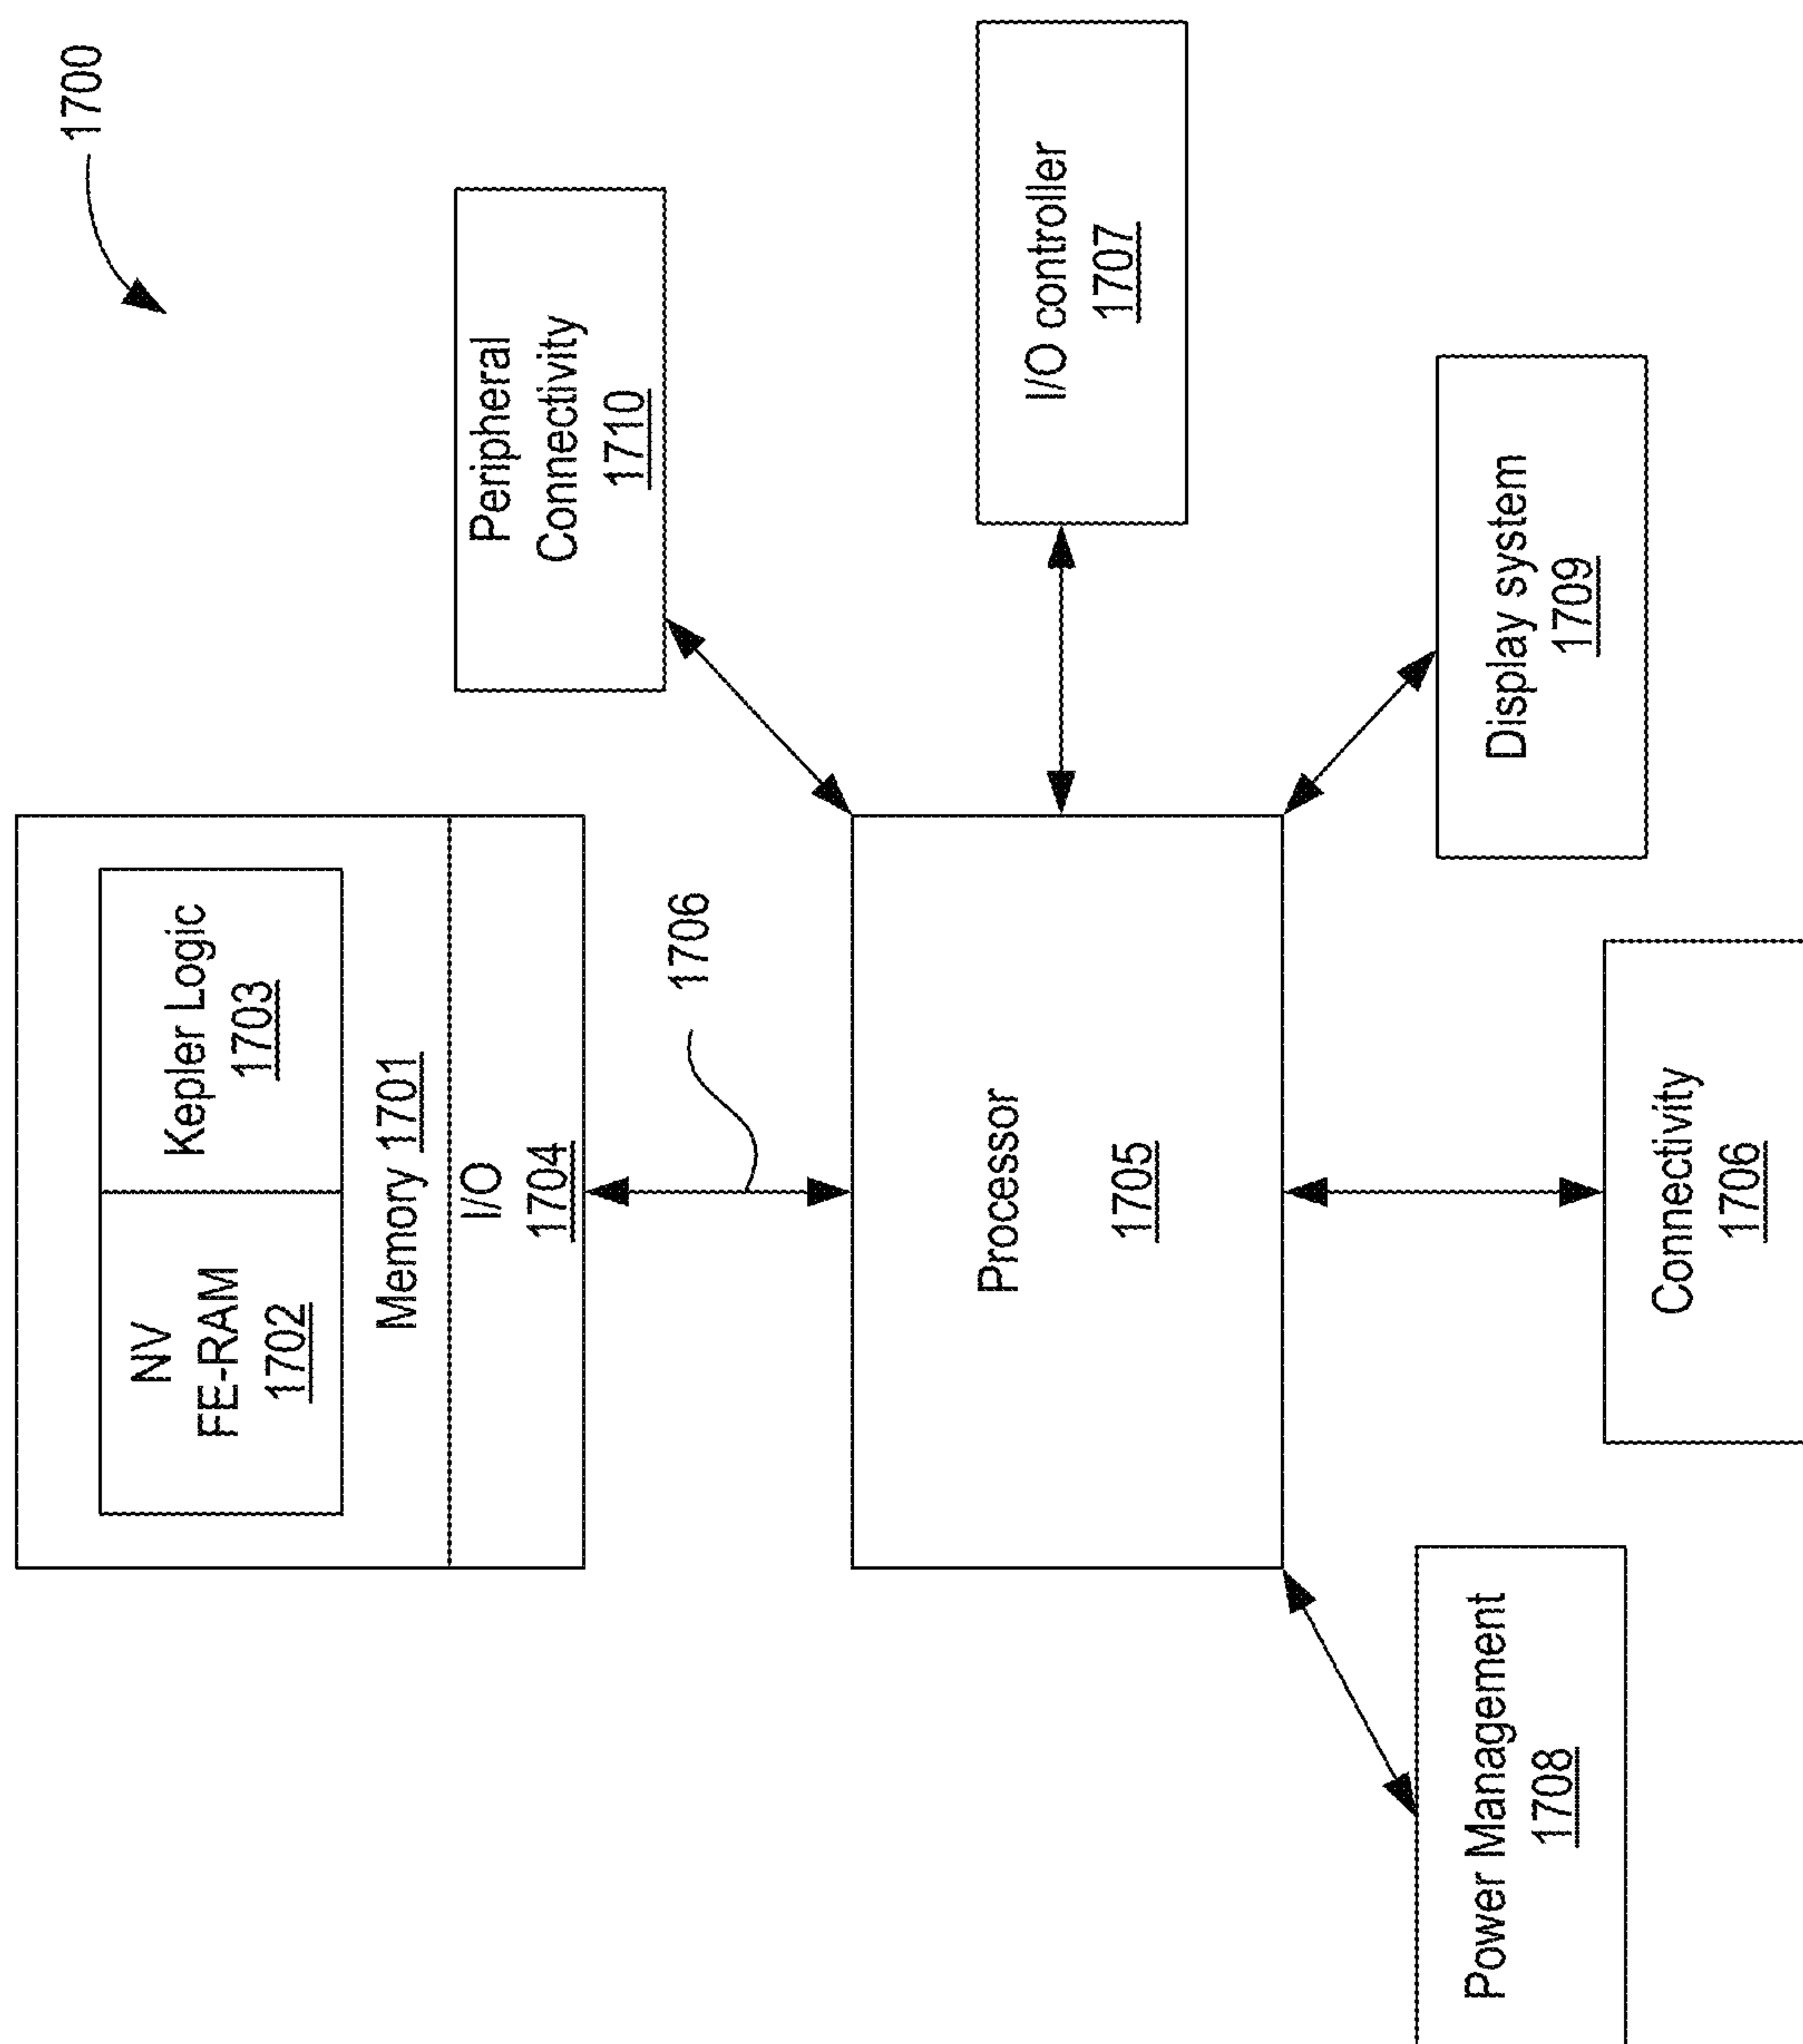 1700
NV
FE-RAM
1702
Kepler Logic
1703
Memory 1701
I/O
1704
Peripheral
Connectivity
1710
1706
Processor
1705
I/O controller
1707
Display system
1709
Power Management
1708
Connectivity
1706